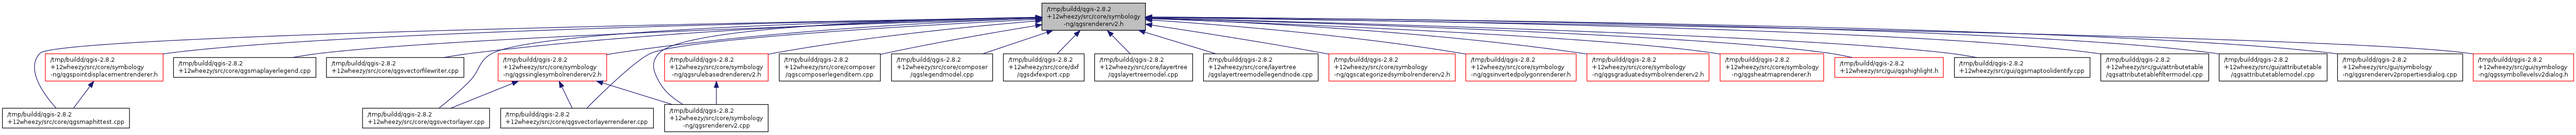 /tmp/buildd/qgis-2.8.2
+12wheezy/src/core/symbology
-ng/qgsrendererv2.h
/tmp/buildd/qgis-2.8.2
+12wheezy/src/core/symbology
-ng/qgspointdisplacementrenderer.h
/tmp/buildd/qgis-2.8.2
+12wheezy/src/core/qgsmaplayerlegend.cpp
/tmp/buildd/qgis-2.8.2
+12wheezy/src/core/qgsvectorfilewriter.cpp
/tmp/buildd/qgis-2.8.2
+12wheezy/src/core/symbology
-ng/qgssinglesymbolrendererv2.h
/tmp/buildd/qgis-2.8.2
+12wheezy/src/core/symbology
-ng/qgsrulebasedrendererv2.h
/tmp/buildd/qgis-2.8.2
+12wheezy/src/core/composer
/qgscomposerlegenditem.cpp
/tmp/buildd/qgis-2.8.2
+12wheezy/src/core/composer
/qgslegendmodel.cpp
/tmp/buildd/qgis-2.8.2
+12wheezy/src/core/dxf
/qgsdxfexport.cpp
/tmp/buildd/qgis-2.8.2
+12wheezy/src/core/layertree
/qgslayertreemodel.cpp
/tmp/buildd/qgis-2.8.2
+12wheezy/src/core/layertree
/qgslayertreemodellegendnode.cpp
/tmp/buildd/qgis-2.8.2
+12wheezy/src/core/symbology
-ng/qgscategorizedsymbolrendererv2.h
/tmp/buildd/qgis-2.8.2
+12wheezy/src/core/symbology
-ng/qgsinvertedpolygonrenderer.h
/tmp/buildd/qgis-2.8.2
+12wheezy/src/core/symbology
-ng/qgsgraduatedsymbolrendererv2.h
/tmp/buildd/qgis-2.8.2
+12wheezy/src/core/symbology
-ng/qgsheatmaprenderer.h
/tmp/buildd/qgis-2.8.2
+12wheezy/src/gui/qgshighlight.h
/tmp/buildd/qgis-2.8.2
+12wheezy/src/gui/qgsmaptoolidentify.cpp
/tmp/buildd/qgis-2.8.2
+12wheezy/src/gui/attributetable
/qgsattributetablefiltermodel.cpp
/tmp/buildd/qgis-2.8.2
+12wheezy/src/gui/attributetable
/qgsattributetablemodel.cpp
/tmp/buildd/qgis-2.8.2
+12wheezy/src/gui/symbology
-ng/qgsrendererv2propertiesdialog.cpp
/tmp/buildd/qgis-2.8.2
+12wheezy/src/gui/symbology
-ng/qgssymbollevelsv2dialog.h
/tmp/buildd/qgis-2.8.2
+12wheezy/src/core/qgsmaphittest.cpp
/tmp/buildd/qgis-2.8.2
+12wheezy/src/core/qgsvectorlayer.cpp
/tmp/buildd/qgis-2.8.2
+12wheezy/src/core/qgsvectorlayerrenderer.cpp
/tmp/buildd/qgis-2.8.2
+12wheezy/src/core/symbology
-ng/qgsrendererv2.cpp